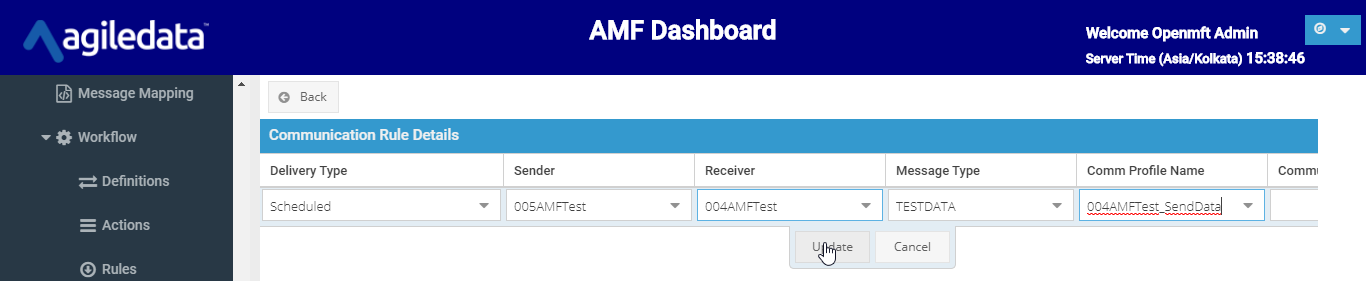 agiledata™
AMF Dashboard
Welcome Openmft Admin
Server Time (Asia/Kolkata) 15:38:46
Message Mapping
Workflow
Definitions
Actions
Rules
Back
Communication Rule Details
Delivery Type Sender Receiver Message Type Comm Profile Name Commu
Scheduled 005AMFTest 004AMFTest TESTDATA 004AMFTest_SendData
Update Cancel